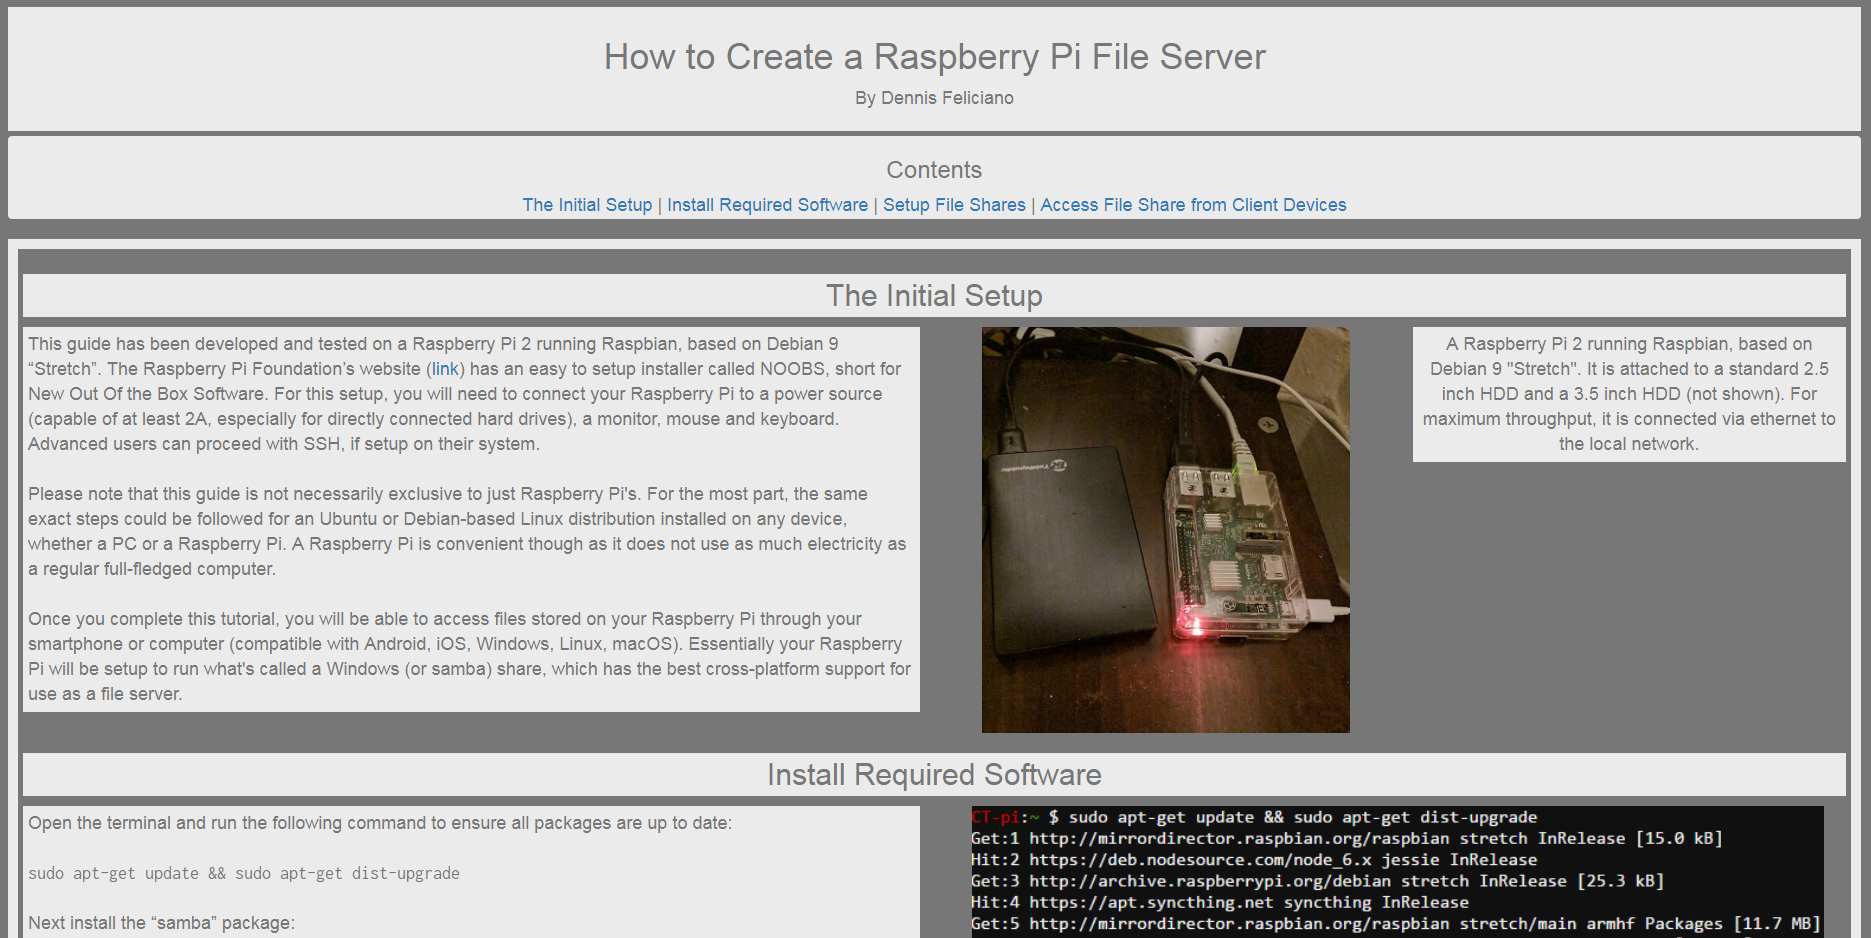 How to Create a Raspberry Pi File Server
By Dennis Feliciano
Contents
The Initial Setup | Install Required Software | Setup File Shares | Access File Share from Client Devices
The Initial Setup
This guide has been developed and tested on a Raspberry Pi 2 running Raspbian, based on Debian 9
“Stretch”. The Raspberry Pi Foundation’s website (link) has an easy to setup installer called NOOBS, short for
New Out Of the Box Software. For this setup, you will need to connect your Raspberry Pi to a power source
(capable of at least 2A, especially for directly connected hard drives), a monitor, mouse and keyboard.
Advanced users can proceed with SSH, if setup on their system.
Please note that this guide is not necessarily exclusive to just Raspberry Pi's. For the most part, the same
exact steps could be followed for an Ubuntu or Debian-based Linux distribution installed on any device,
whether a PC or a Raspberry Pi. A Raspberry Pi is convenient though as it does not use as much electricity as
a regular full-fledged computer.
Once you complete this tutorial, you will be able to access files stored on your Raspberry Pi through your
smartphone or computer (compatible with Android, iOS, Windows, Linux, macOS). Essentially your Raspberry
Pi will be setup to run what's called a Windows (or samba) share, which has the best cross-platform support for
use as a file server.
A Raspberry Pi 2 running Raspbian, based on
Debian 9 "Stretch". It is attached to a standard 2.5
inch HDD and a 3.5 inch HDD (not shown). For
maximum throughput, it is connected via ethernet to
the local network.
Install Required Software
Open the terminal and run the following command to ensure all packages are up to date:
sudo apt-get update && sudo apt-get dist-upgrade
Next install the “samba” package:
CT-pi:~ $ sudo apt-get update && sudo apt-get dist-upgrade
Get:1 http://mirrordirector.raspbian.org/raspbian stretch InRelease [15.0 kB]
Hit:2 https://deb.nodesource.com/node_6.x jessie InRelease
Get:3 http://archive.raspberrypi.org/debian stretch InRelease [25.3 kB]
Hit:4 https://apt.syncthing.net syncthing InRelease
Get:5 http://mirrordirector.raspbian.org/raspbian stretch/main armhf Packages [11.7 MB]